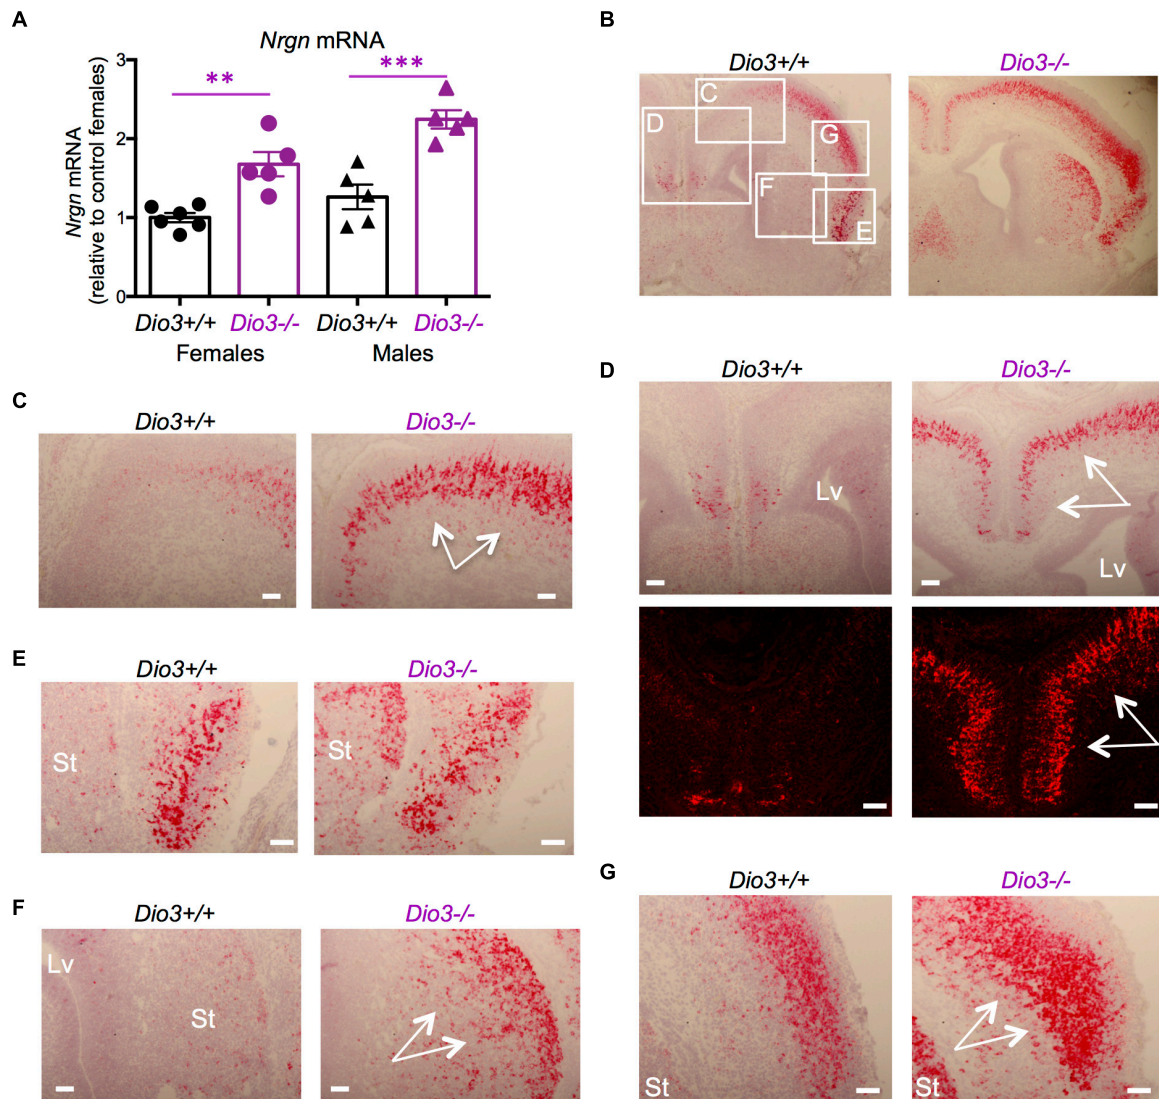 A
Nrgn mRNA
Nrgn mRNA
(relative to control females)
3
2
1
0
**
***
Dio3+/+ Dio3-/- Dio3+/+ Dio3-/-
Females Males
B
Dio3+/+ Dio3-/-
C
D
G
F
E
C
Dio3+/+ Dio3-/-
D
Dio3+/+ Dio3-/-
Lv
Lv
E
Dio3+/+ Dio3-/-
St
St
F
Dio3+/+ Dio3-/-
Lv
St
G
Dio3+/+ Dio3-/-
St
St